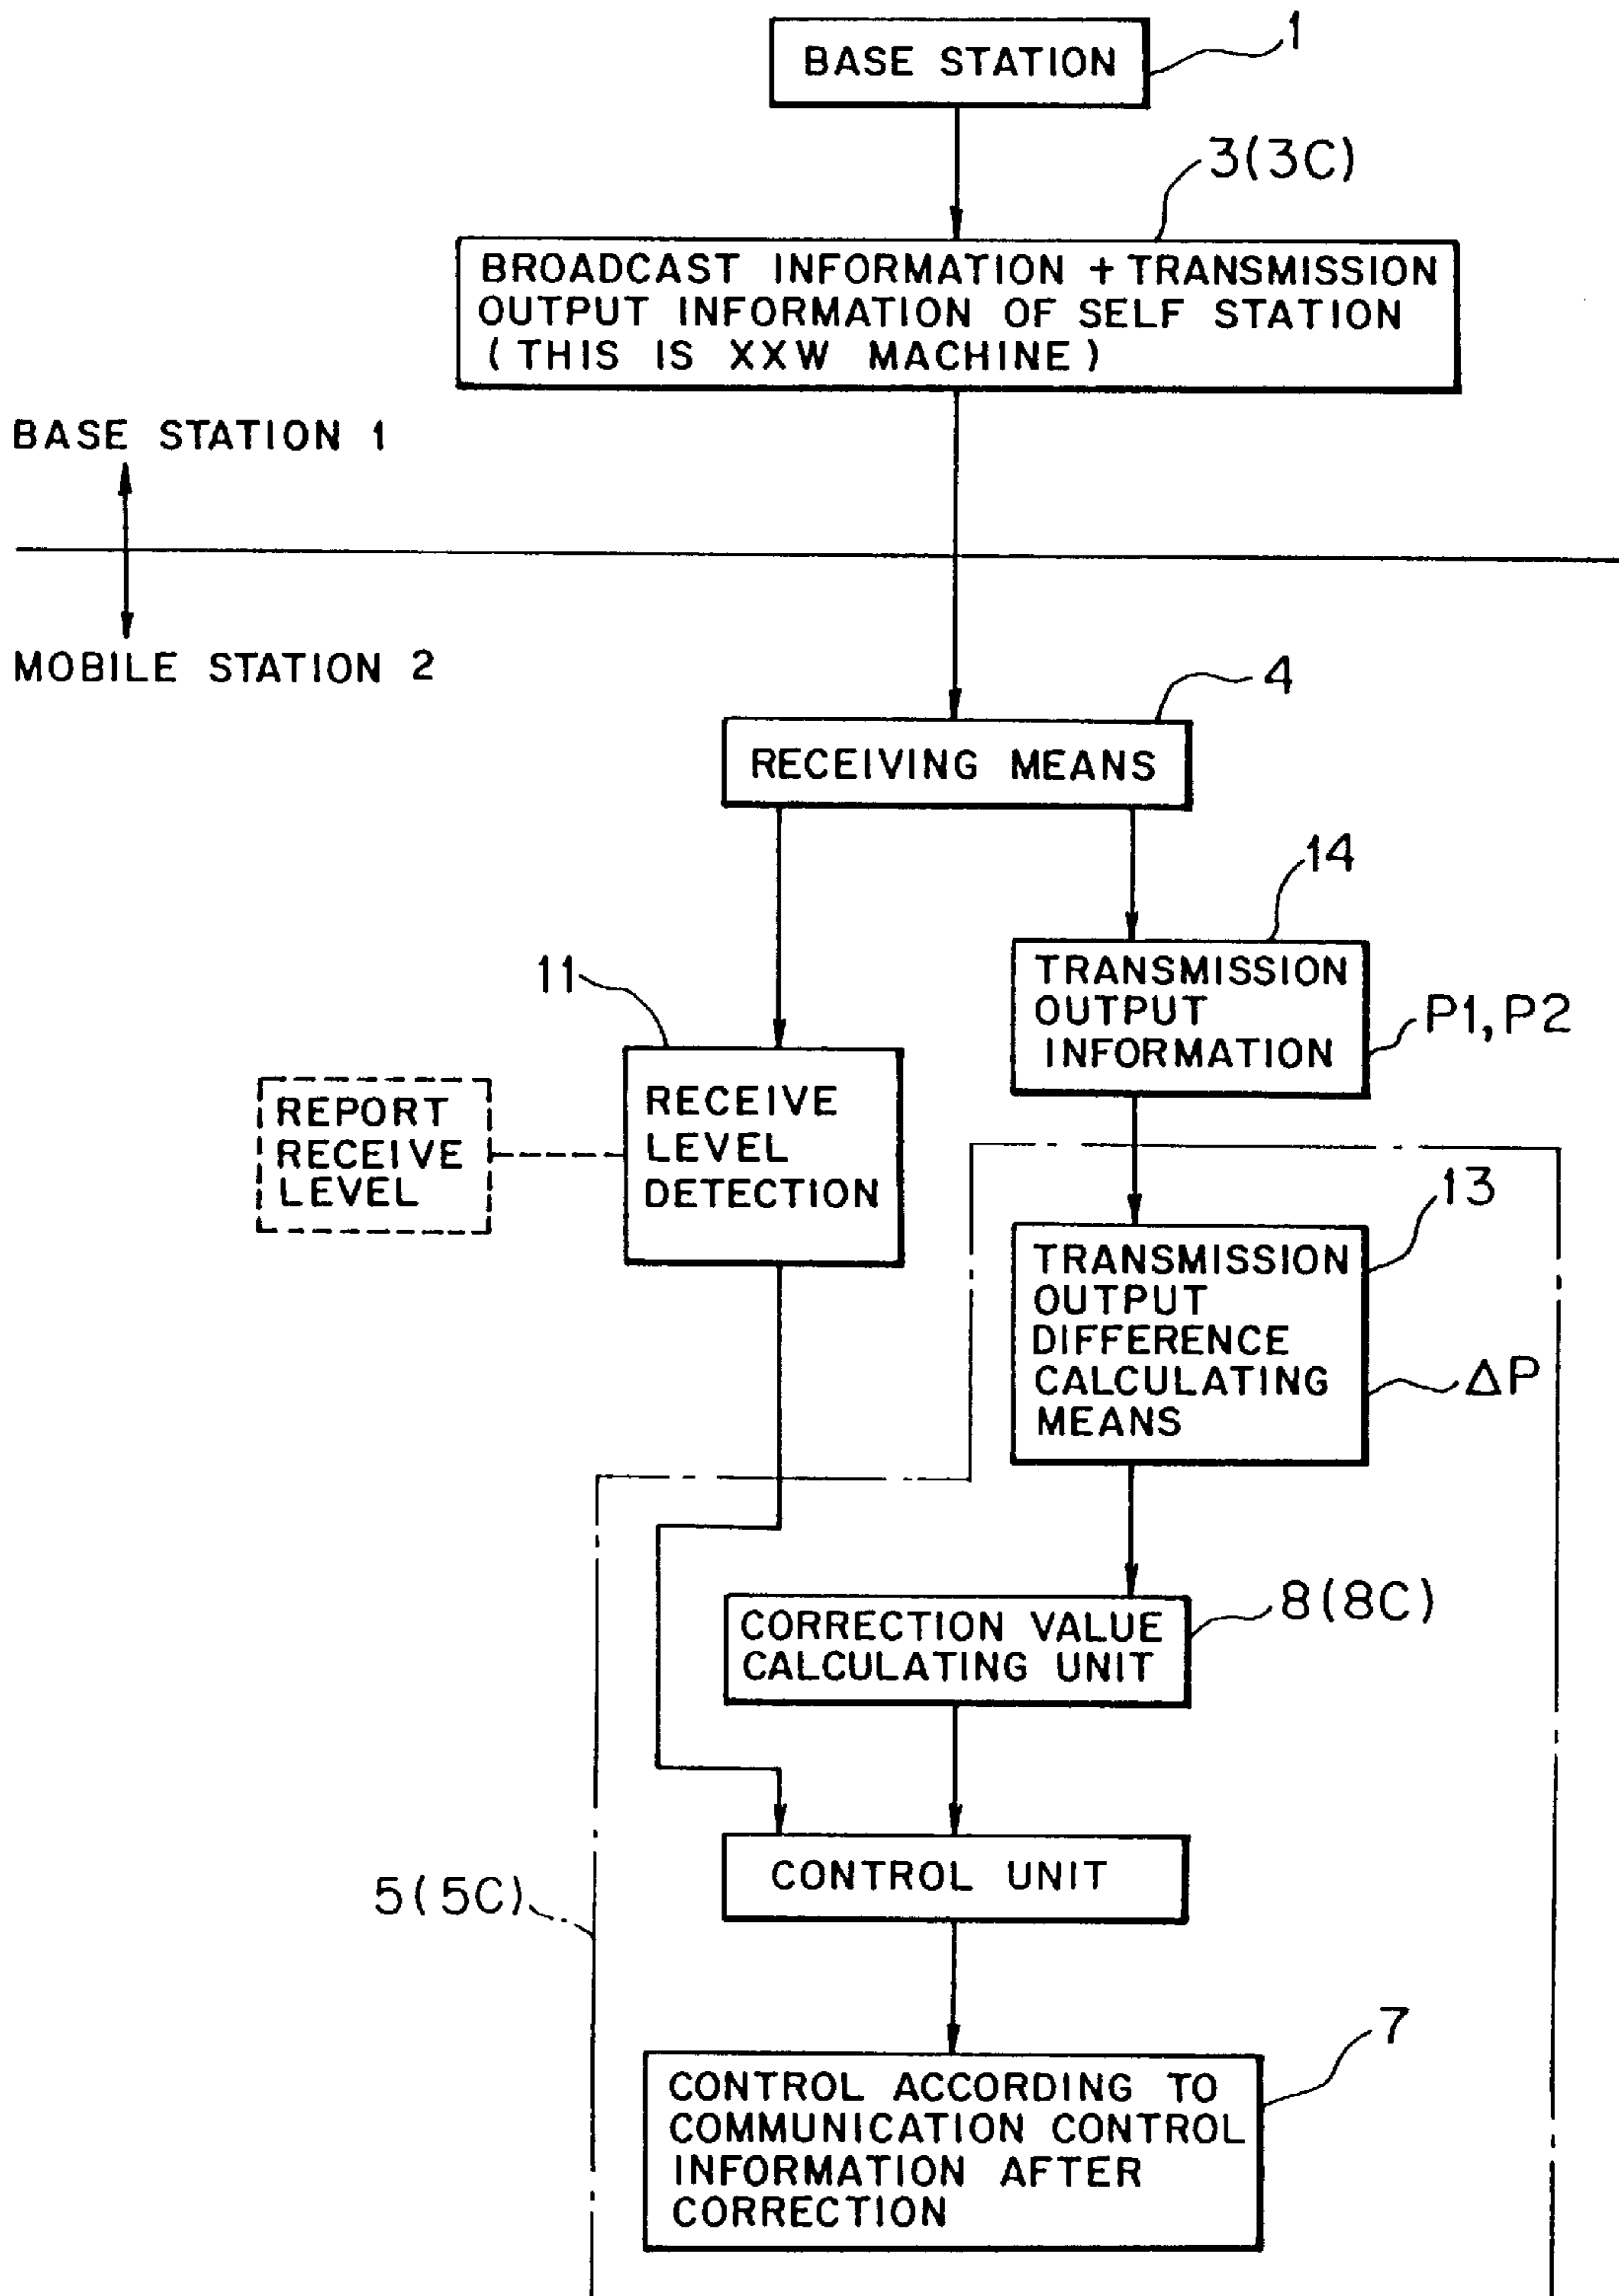 BASE STATION
1
3(3C)
BROADCAST INFORMATION + TRANSMISSION
OUTPUT INFORMATION OF SELF STATION
(THIS IS XXW MACHINE)
BASE STATION 1
MOBILE STATION 2
4
RECEIVING MEANS
14
TRANSMISSION
OUTPUT
INFORMATION
P1, P2
11
RECEIVE
LEVEL
DETECTION
REPORT
RECEIVE
LEVEL
13
TRANSMISSION
OUTPUT
DIFFERENCE
CALCULATING
MEANS
ΔP
8(8C)
CORRECTION VALUE
CALCULATING UNIT
CONTROL UNIT
5(5C)
7
CONTROL ACCORDING TO
COMMUNICATION CONTROL
INFORMATION AFTER
CORRECTION